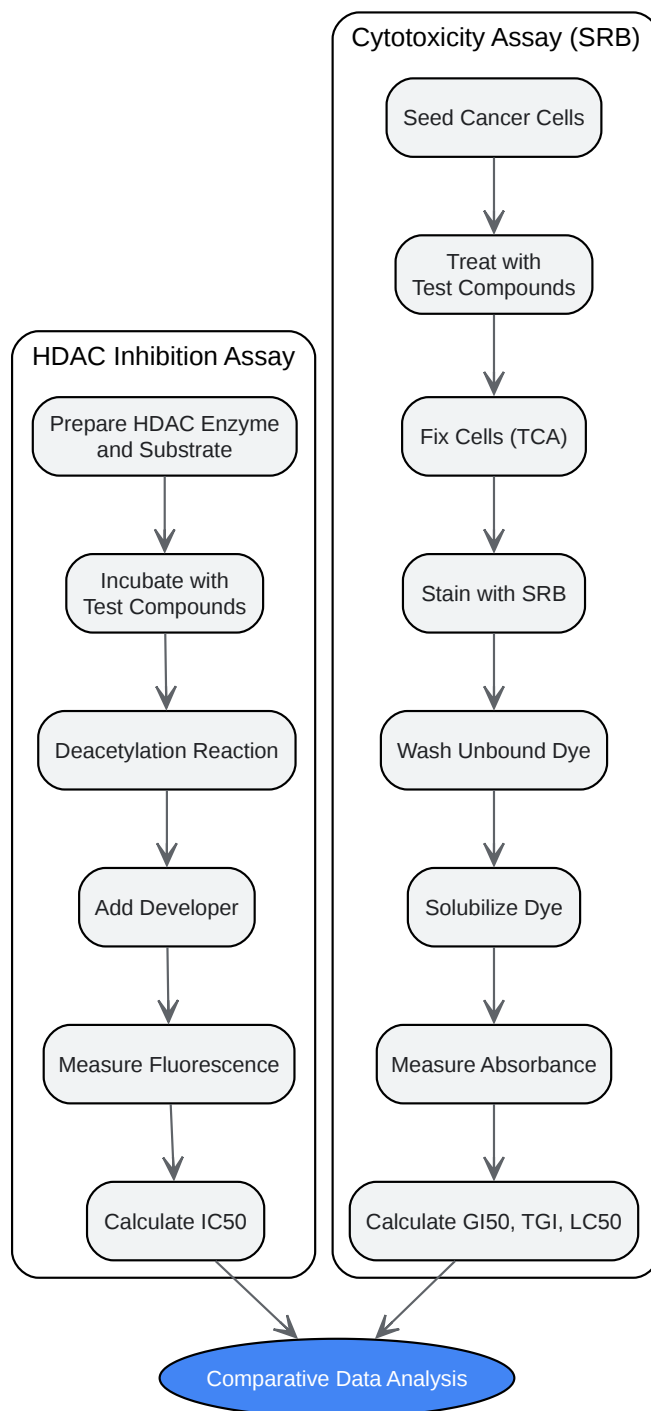 HDAC Inhibition Assay
Prepare HDAC Enzyme
and Substrate
Incubate with
Test Compounds
Deacetylation Reaction
Add Developer
Measure Fluorescence
Calculate IC50
Cytotoxicity Assay (SRB)
Seed Cancer Cells
Treat with
Test Compounds
Fix Cells (TCA)
Stain with SRB
Wash Unbound Dye
Solubilize Dye
Measure Absorbance
Calculate GI50, TGI, LC50
Comparative Data Analysis